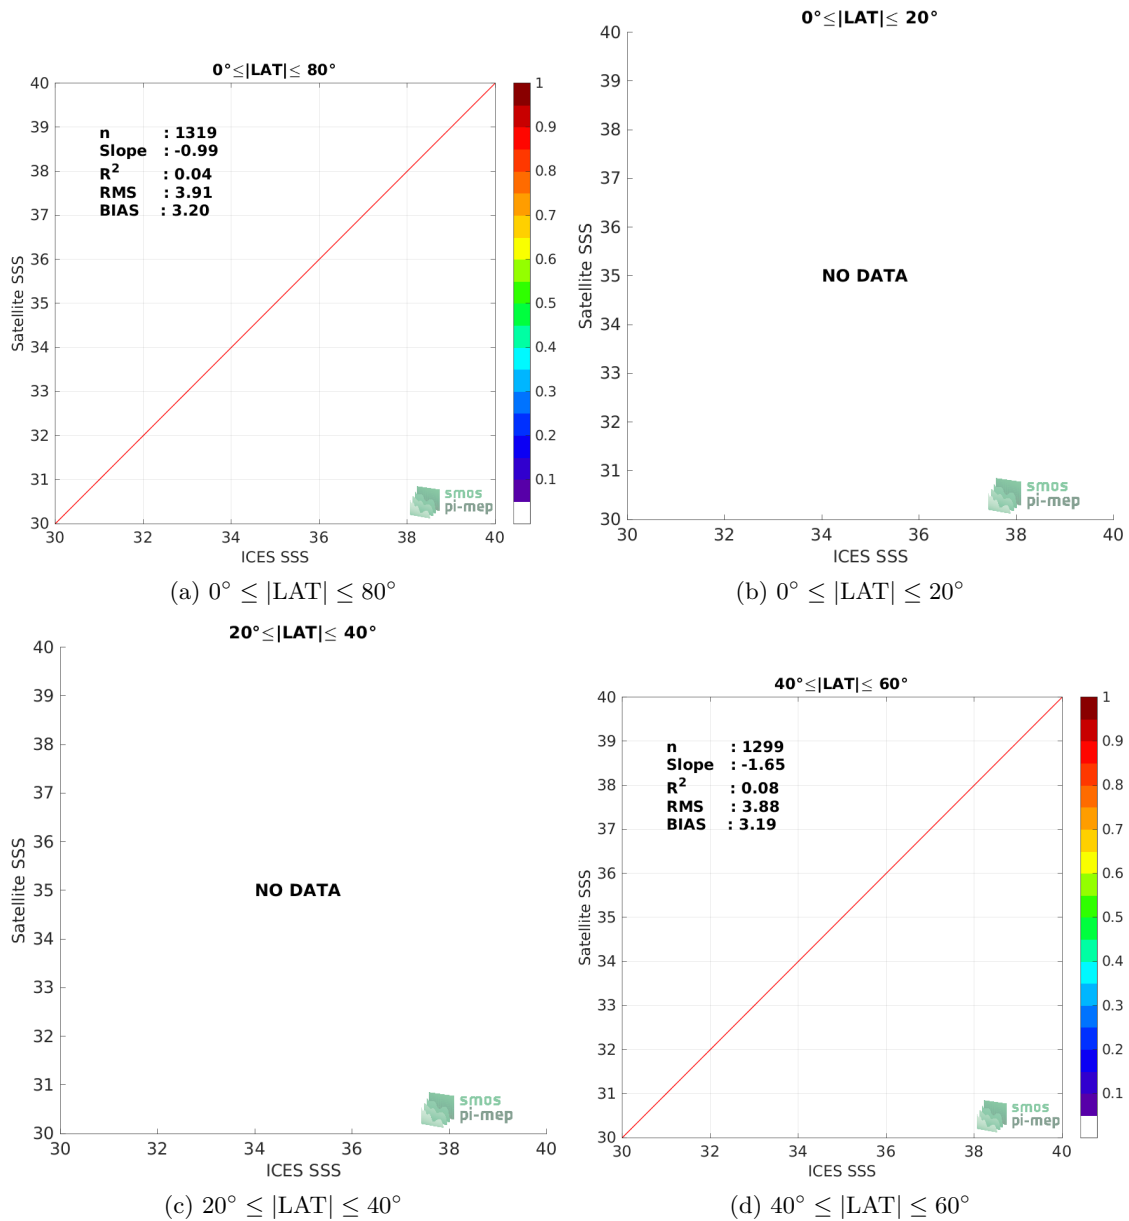 0°≤|LAT|≤ 80°
40
39
38
37
36
35
34
33
32
31
30
Satellite SSS
n : 1319
Slope : -0.99
R² : 0.04
RMS : 3.91
BIAS : 3.20
smos
pi-mep
30 32 34 36 38 40
ICES SSS
1
0.9
0.8
0.7
0.6
0.5
0.4
0.3
0.2
0.1
(a) 0° ≤ |LAT| ≤ 80°
0°≤|LAT|≤ 20°
40
39
38
37
36
35
34
33
32
31
30
Satellite SSS
NO DATA
smos
pi-mep
30 32 34 36 38 40
ICES SSS
(b) 0° ≤ |LAT| ≤ 20°
20°≤|LAT|≤ 40°
40
39
38
37
36
35
34
33
32
31
30
Satellite SSS
NO DATA
smos
pi-mep
30 32 34 36 38 40
ICES SSS
(c) 20° ≤ |LAT| ≤ 40°
40°≤|LAT|≤ 60°
40
39
38
37
36
35
34
33
32
31
30
Satellite SSS
n : 1299
Slope : -1.65
R² : 0.08
RMS : 3.88
BIAS : 3.19
smos
pi-mep
30 32 34 36 38 40
ICES SSS
1
0.9
0.8
0.7
0.6
0.5
0.4
0.3
0.2
0.1
(d) 40° ≤ |LAT| ≤ 60°